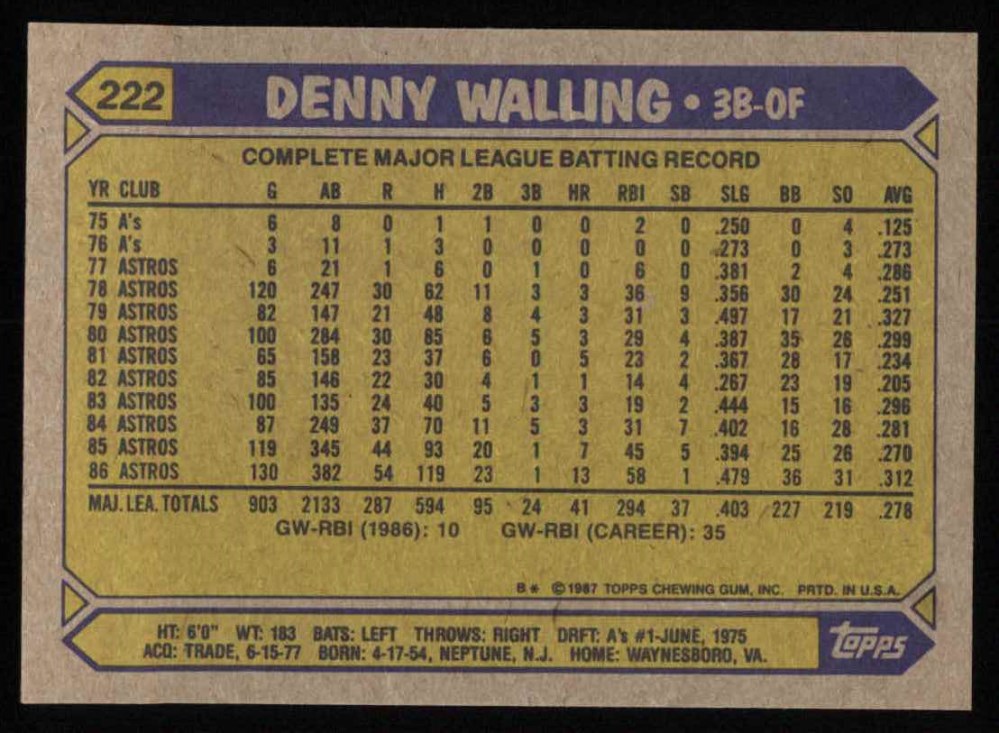 222 DENNY WALLING • 3B-OF
COMPLETE MAJOR LEAGUE BATTING RECORD
YR CLUB G AB R H 2B 3B HR RBI SB SLG BB SO AVG
75 A's 6 8 0 1 1 0 0 2 0 .250 0 4 .125
76 A's 3 11 1 3 0 0 0 0 0 .273 0 3 .273
77 ASTROS 6 21 1 6 0 1 0 6 0 .381 2 4 .286
78 ASTROS 120 247 30 62 11 3 3 36 9 .356 30 24 .251
79 ASTROS 82 147 21 48 8 4 3 31 3 .497 17 21 .327
80 ASTROS 100 284 30 85 6 5 3 29 4 .387 35 26 .299
81 ASTROS 65 158 23 37 6 0 5 23 2 .367 28 17 .234
82 ASTROS 85 146 22 30 4 1 1 14 4 .267 23 19 .205
83 ASTROS 100 135 24 40 5 3 3 19 2 .444 15 16 .296
84 ASTROS 87 249 37 70 11 5 3 31 7 .402 16 28 .281
85 ASTROS 119 345 44 93 20 1 7 45 5 .394 25 26 .270
86 ASTROS 130 382 54 119 23 1 13 58 1 .479 36 31 .312
MAJ. LEA. TOTALS 903 2133 287 594 95 24 41 294 37 .403 227 219 .278
GW-RBI (1986): 10 GW-RBI (CAREER): 35
B* ©1987 TOPPS CHEWING GUM, INC. PRTD. IN U.S.A.
HT: 6'0" WT: 183 BATS: LEFT THROWS: RIGHT DRFT: A's #1-JUNE, 1975
ACQ: TRADE, 6-15-77 BORN: 4-17-54, NEPTUNE, N.J. HOME: WAYNESBORO, VA.
TOPPS